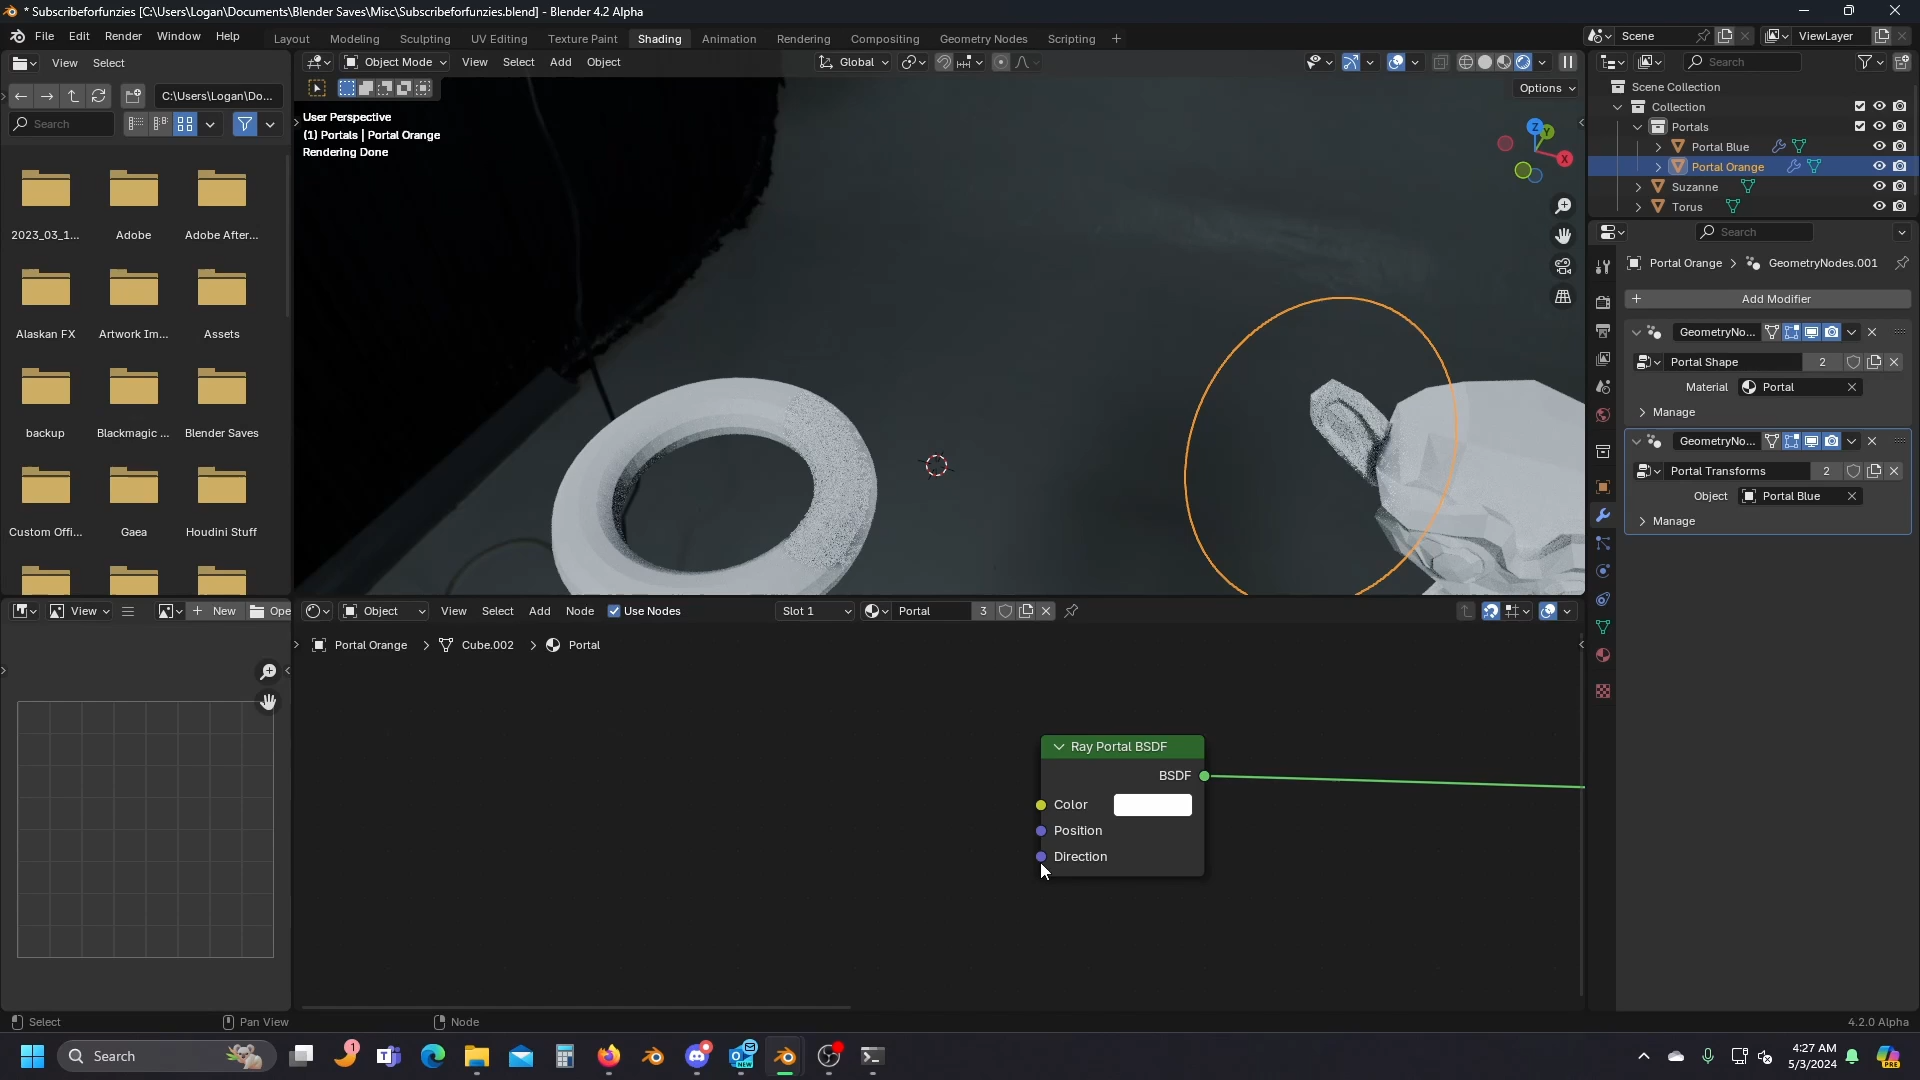 * Subscribeforfunzies [C:\Users\Logan\Documents\Blender Saves\Misc\Subscribeforfunzies.blend] - Blender 4.2 Alpha
File Edit Render Window Help Layout Modeling Sculpting UV Editing Texture Paint Shading Animation Rendering Compositing Geometry Nodes Scripting + Scene ViewLayer
View Select
Object Mode View Select Add Object Global
Search
C:\Users\Logan\Do...
Search
Options
User Perspective
(1) Portals | Portal Orange
Rendering Done
Z Y X
2023_03_1... Adobe Adobe After...
Alaskan FX Artwork Im... Assets
backup Blackmagic ... Blender Saves
Custom Offi... Gaea Houdini Stuff
Scene Collection
Collection
Portals
Portal Blue
Portal Orange
Suzanne
Torus
Search
Portal Orange GeometryNodes.001
Add Modifier
GeometryNo...
Portal Shape 2
Material Portal
Manage
GeometryNo...
Portal Transforms 2
Object Portal Blue
Manage
View New Ope
Object View Select Add Node Use Nodes Slot 1 Portal 3
Portal Orange Cube.002 Portal
Ray Portal BSDF
BSDF
Color
Position
Direction
Select Pan View Node 4.2.0 Alpha
Search
1
NEW
4:27 AM
5/3/2024
PRE